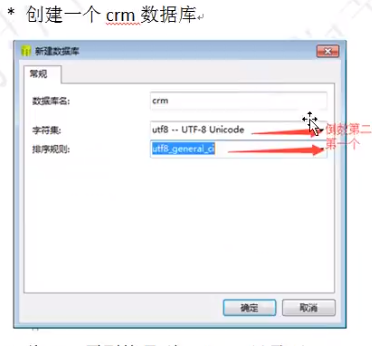 * 创建一个 crm 数据库
新建数据库
常规
数据库名: crm
字符集: utf8 -- UTF-8 Unicode 倒数第二
排序规则: utf8_general_ci 第一个
确定 取消